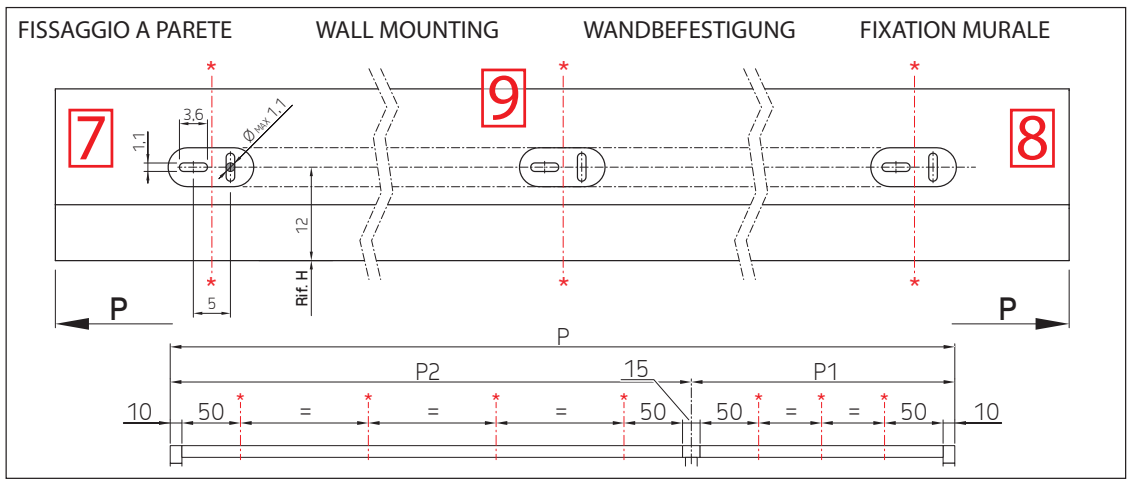 FISSAGGIO A PARETE WALL MOUNTING WANDBEFESTIGUNG FIXATION MURALE
* * *
9
7 3,6 Ø MAX 1,1 8
1,1
12
* * *
5 Rif. H
P P
P
P2 15 P1
* * * * * * *
10 50 = = = 50 50 = = 50 10